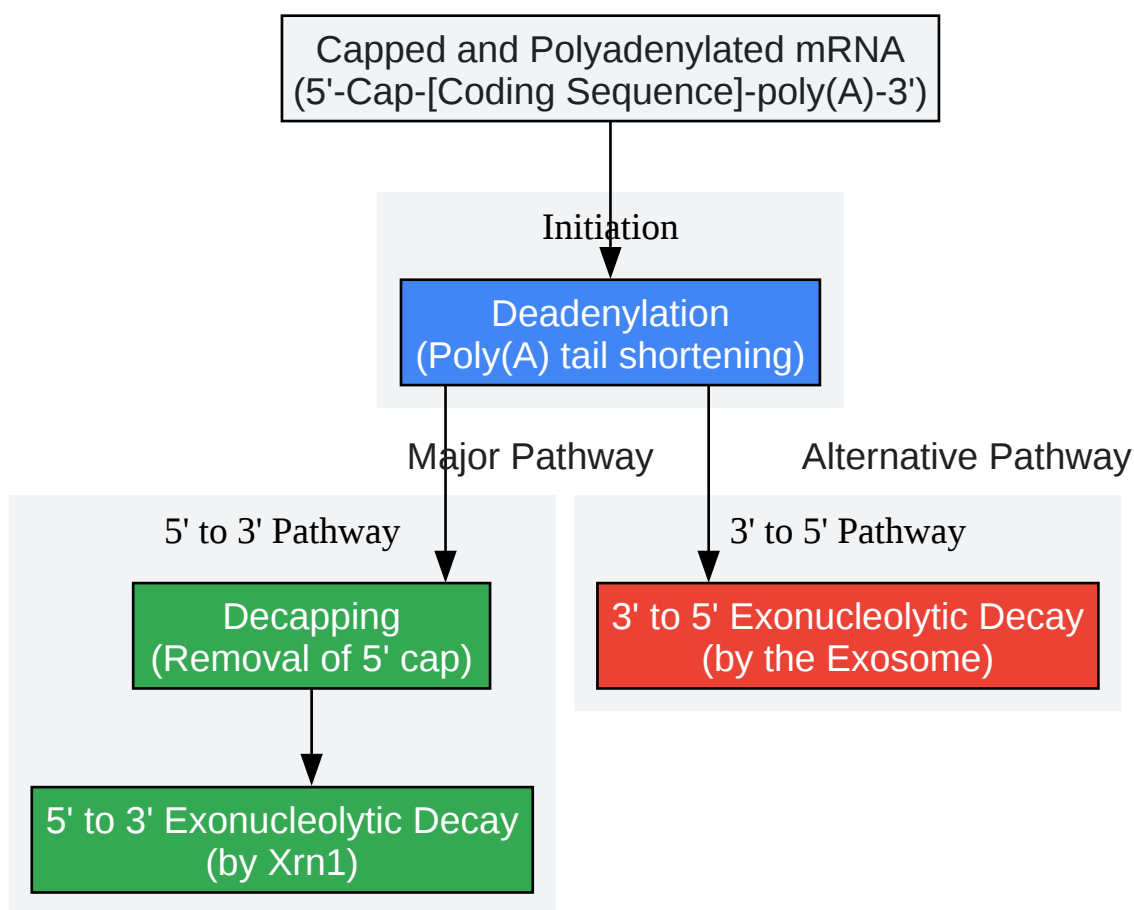 Capped and Polyadenylated mRNA
(5'-Cap-[Coding Sequence]-poly(A)-3')
Initiation
Deadenylation
(Poly(A) tail shortening)
Major Pathway
Alternative Pathway
5' to 3' Pathway
3' to 5' Pathway
Decapping
(Removal of 5' cap)
3' to 5' Exonucleolytic Decay
(by the Exosome)
5' to 3' Exonucleolytic Decay
(by Xrn1)